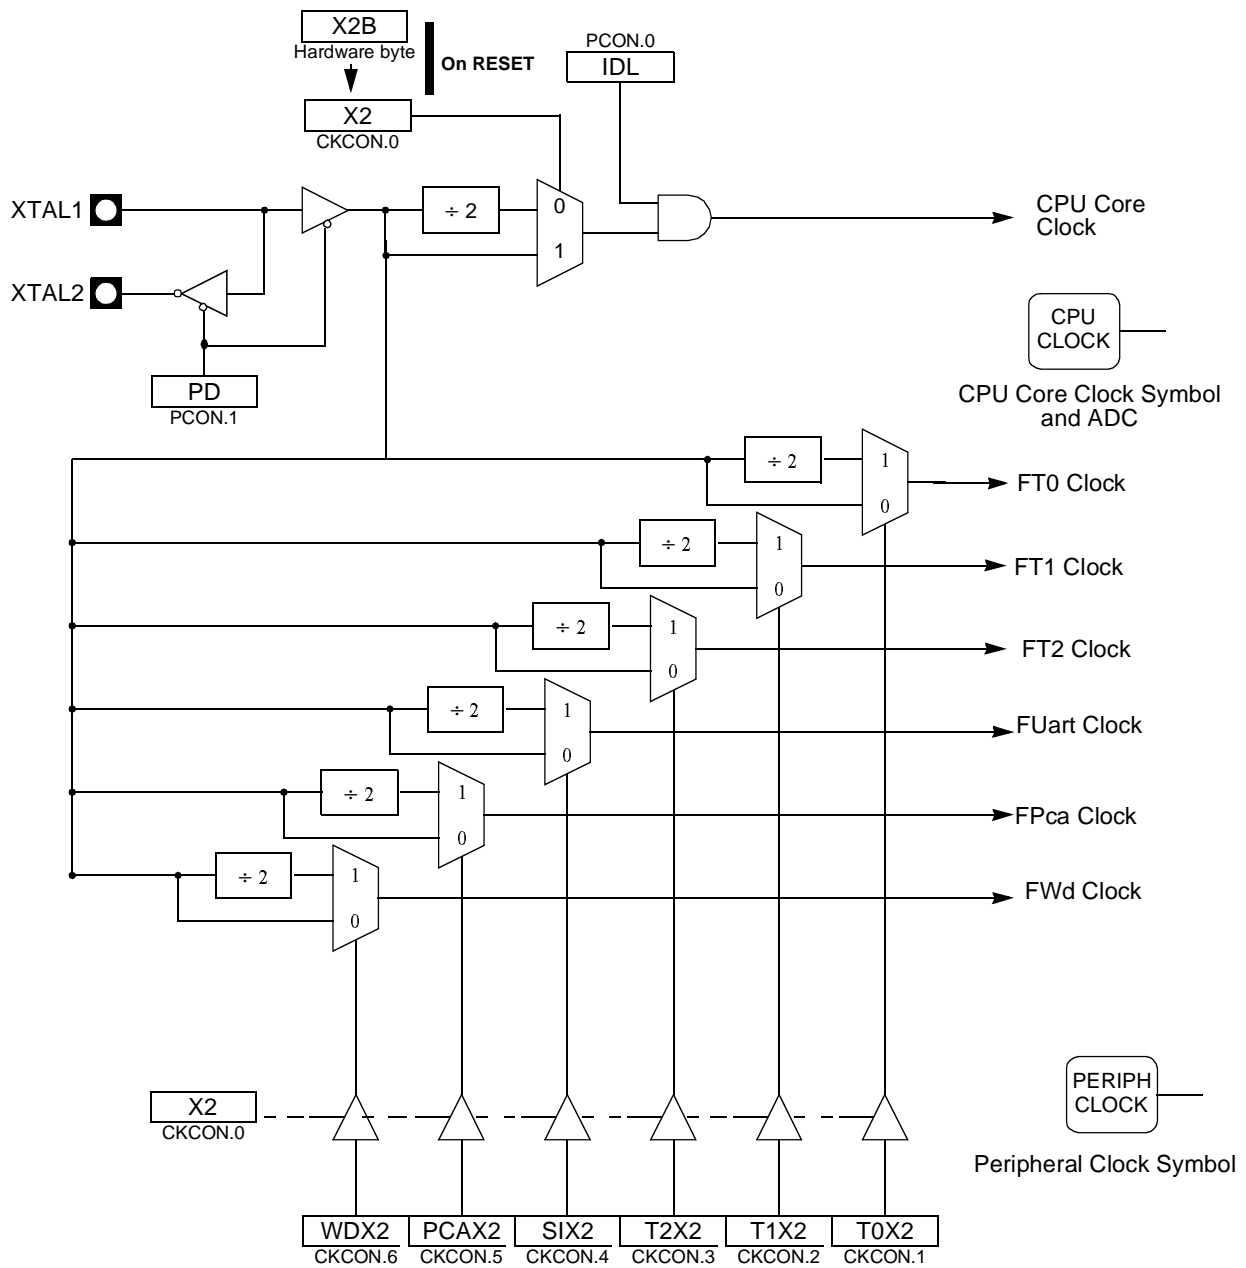 X2B
Hardware byte
On RESET
PCON.0
IDL
X2
CKCON.0
XTAL1
÷ 2
0
1
CPU Core
Clock
XTAL2
PD
PCON.1
CPU
CLOCK
CPU Core Clock Symbol
and ADC
÷ 2
1
0
FT0 Clock
÷ 2
1
0
FT1 Clock
÷ 2
1
0
FT2 Clock
÷ 2
1
0
FUart Clock
÷ 2
1
0
FPca Clock
÷ 2
1
0
FWd Clock
X2
CKCON.0
PERIPH
CLOCK
Peripheral Clock Symbol
WDX2
CKCON.6
PCAX2
CKCON.5
SIX2
CKCON.4
T2X2
CKCON.3
T1X2
CKCON.2
T0X2
CKCON.1